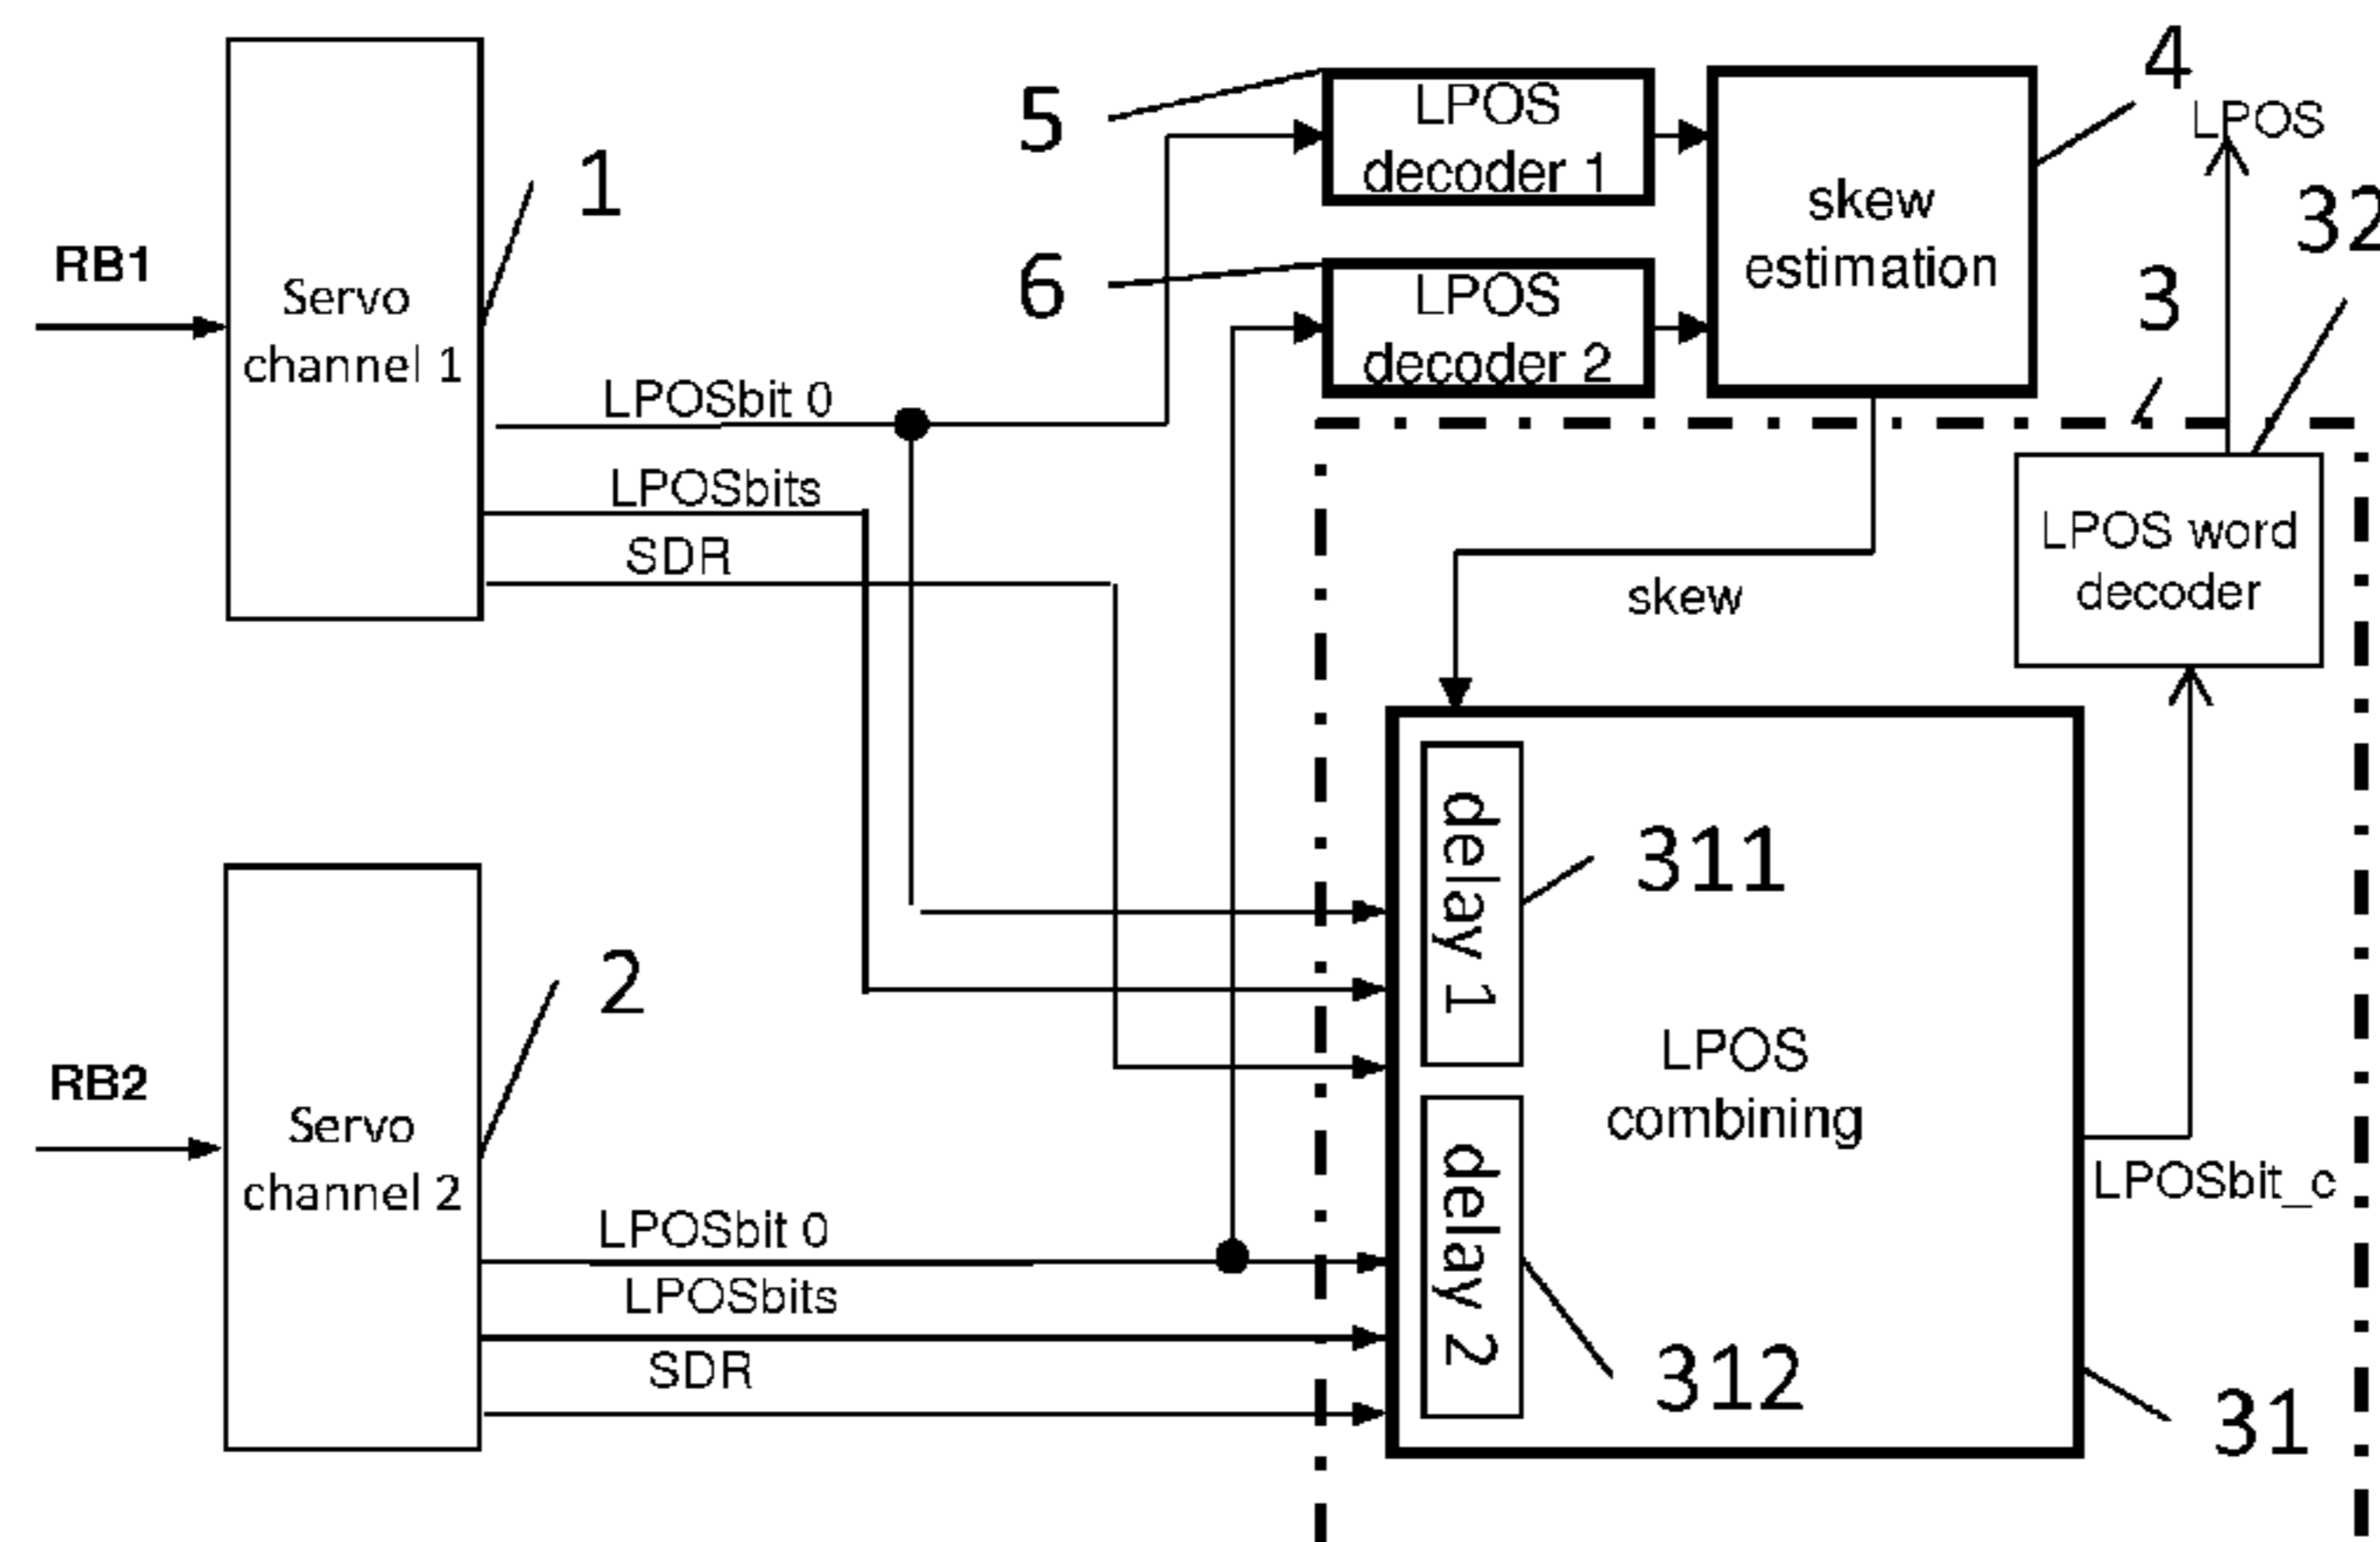 RB1
Servo
channel 1
1
LPOSbit 0
LPOSbits
SDR
5
LPOS
decoder 1
6
LPOS
decoder 2
skew
estimation
4
LPOS
32
3
LPOS word
decoder
skew
delay 1
311
LPOS
combining
delay 2
312
31
LPOSbit_c
RB2
Servo
channel 2
2
LPOSbit 0
LPOSbits
SDR